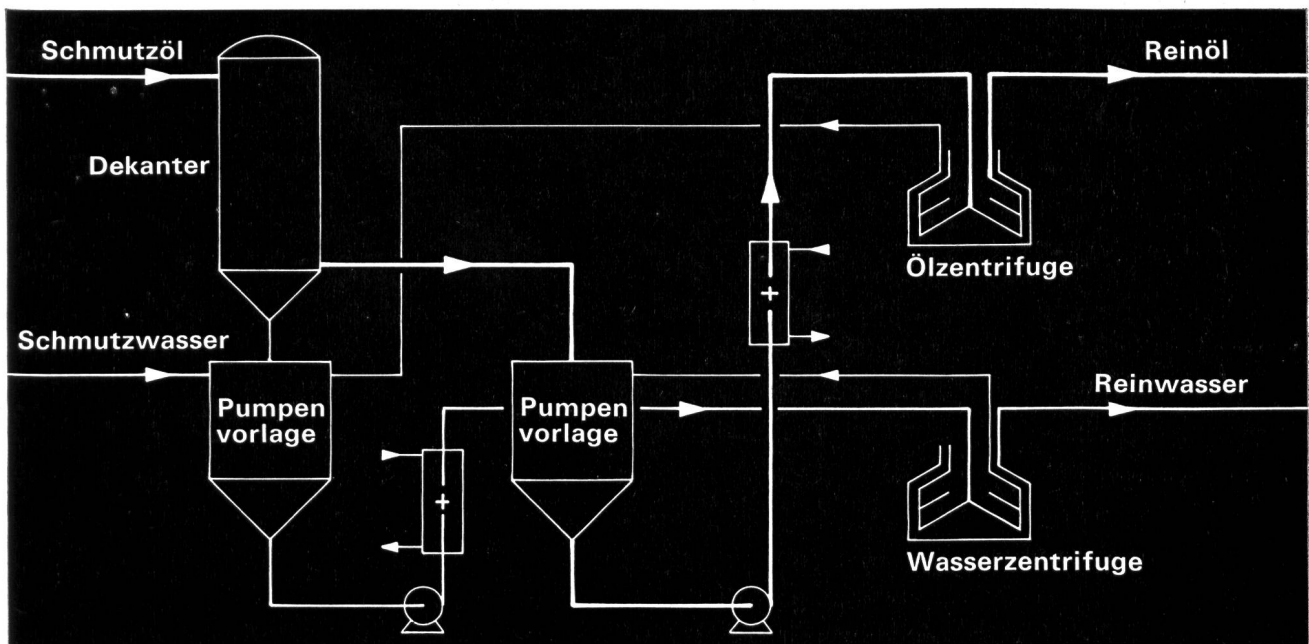 Schmutzöl
Reinöl
Dekanter
Ölzentrifuge
Schmutzwasser
Reinwasser
Pumpen
vorlage
Pumpen
vorlage
Wasserzentrifuge